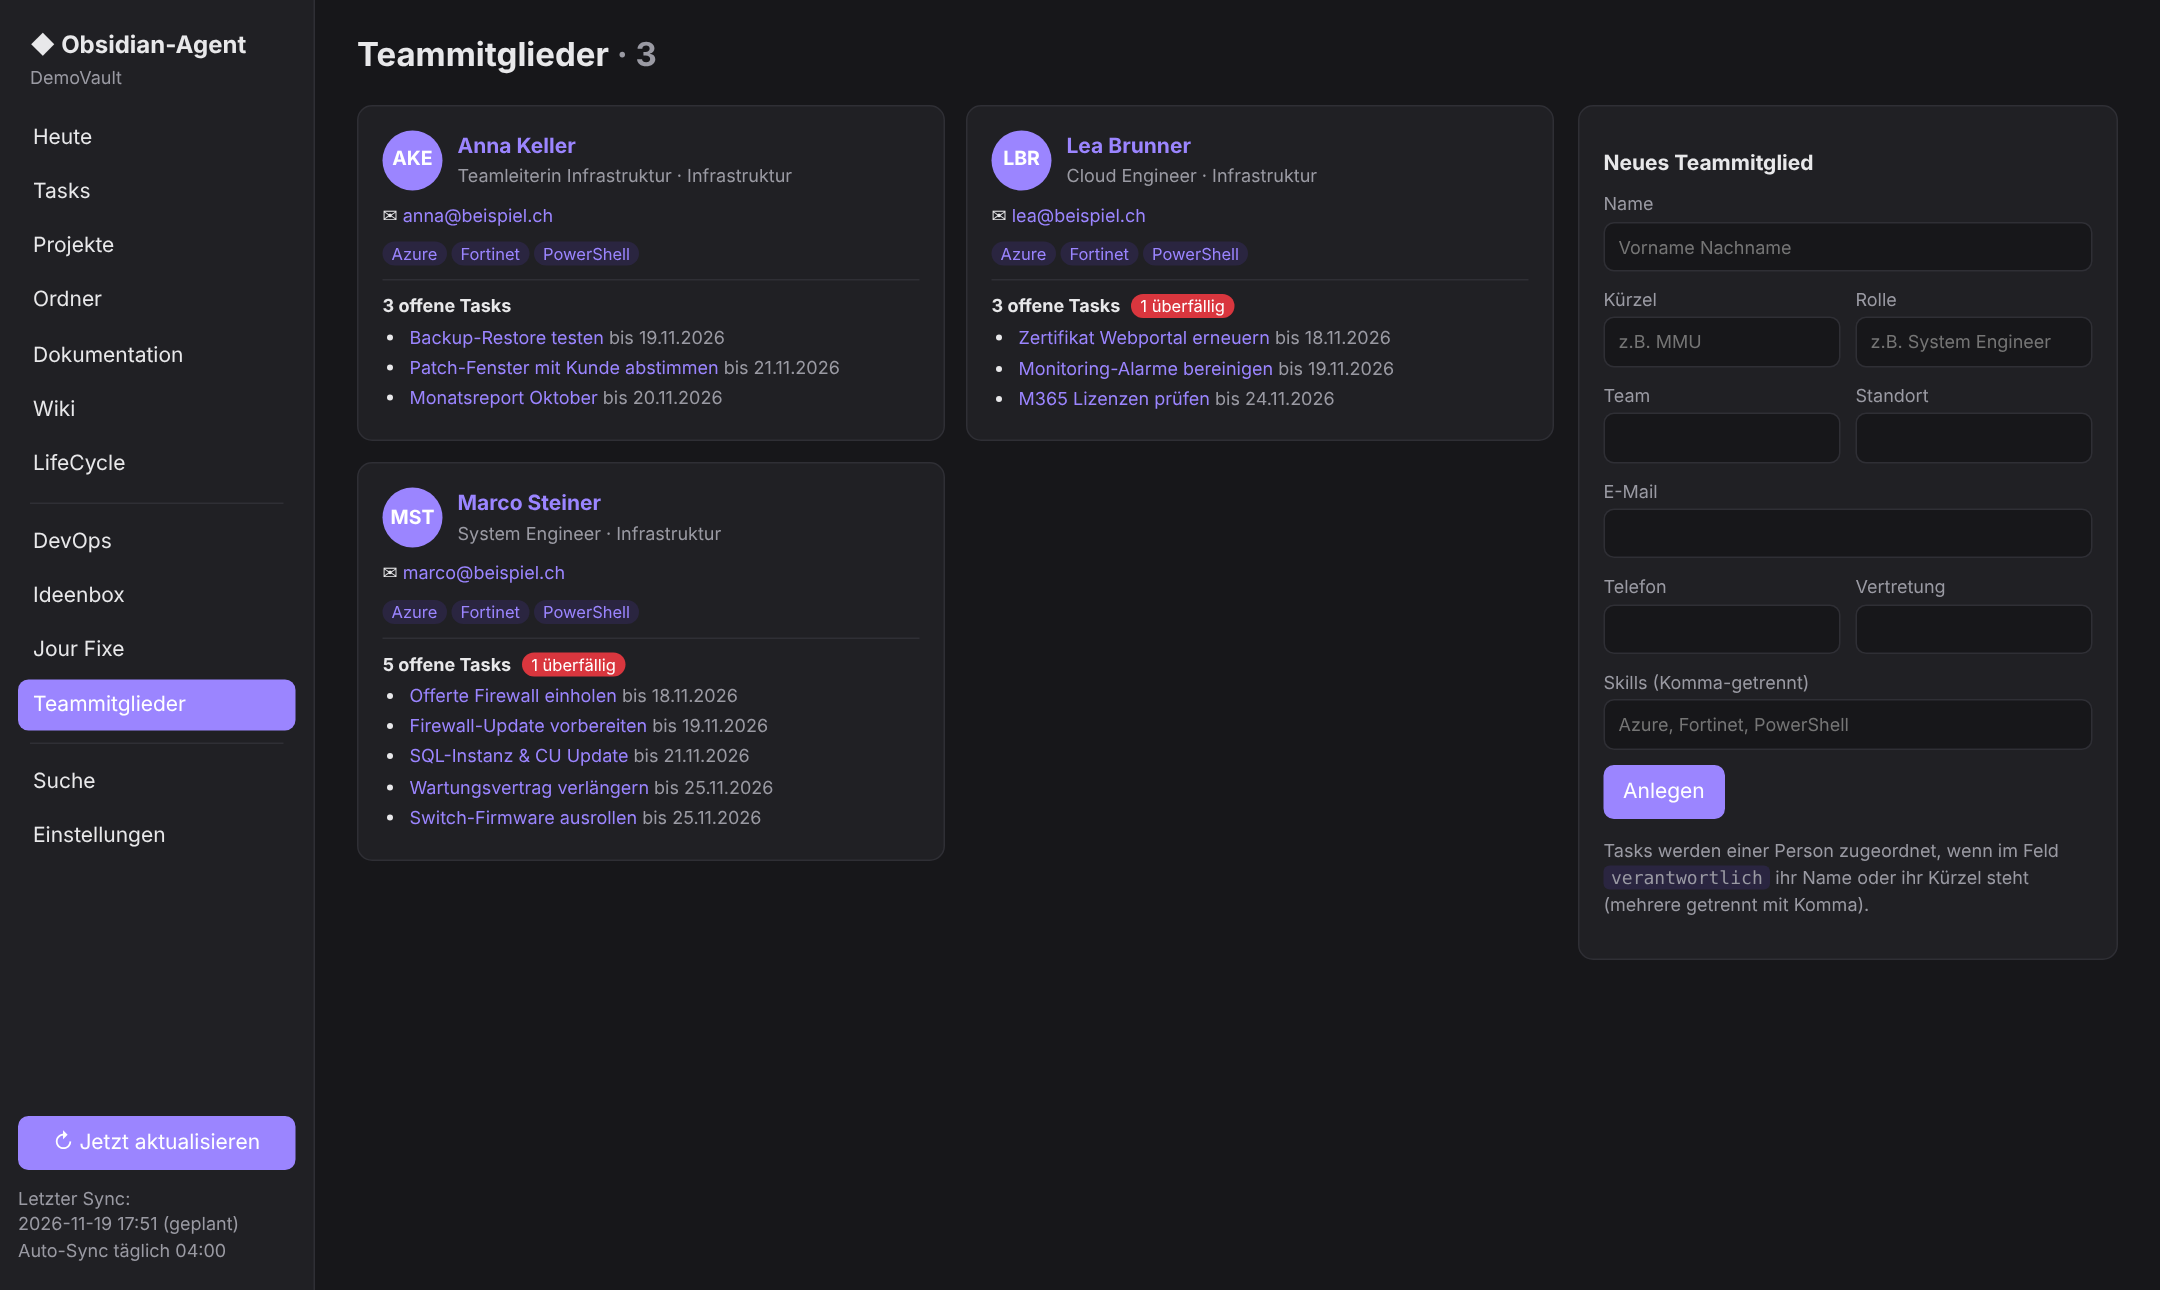 ◆ Obsidian-Agent
DemoVault
Heute
Tasks
Projekte
Ordner
Dokumentation
Wiki
LifeCycle
DevOps
Ideenbox
Jour Fixe
Teammitglieder
Suche
Einstellungen
↻ Jetzt aktualisieren
Letzter Sync:
2026-11-19 17:51 (geplant)
Auto-Sync täglich 04:00
Teammitglieder · 3
AKE
Anna Keller
Teamleiterin Infrastruktur · Infrastruktur
✉ anna@beispiel.ch
Azure Fortinet PowerShell
3 offene Tasks
• Backup-Restore testen bis 19.11.2026
• Patch-Fenster mit Kunde abstimmen bis 21.11.2026
• Monatsreport Oktober bis 20.11.2026
LBR
Lea Brunner
Cloud Engineer · Infrastruktur
✉ lea@beispiel.ch
Azure Fortinet PowerShell
3 offene Tasks 1 überfällig
• Zertifikat Webportal erneuern bis 18.11.2026
• Monitoring-Alarme bereinigen bis 19.11.2026
• M365 Lizenzen prüfen bis 24.11.2026
MST
Marco Steiner
System Engineer · Infrastruktur
✉ marco@beispiel.ch
Azure Fortinet PowerShell
5 offene Tasks 1 überfällig
• Offerte Firewall einholen bis 18.11.2026
• Firewall-Update vorbereiten bis 19.11.2026
• SQL-Instanz & CU Update bis 21.11.2026
• Wartungsvertrag verlängern bis 25.11.2026
• Switch-Firmware ausrollen bis 25.11.2026
Neues Teammitglied
Name
Vorname Nachname
Kürzel Rolle
z.B. MMU z.B. System Engineer
Team Standort
E-Mail
Telefon Vertretung
Skills (Komma-getrennt)
Azure, Fortinet, PowerShell
Anlegen
Tasks werden einer Person zugeordnet, wenn im Feld
verantwortlich ihr Name oder ihr Kürzel steht
(mehrere getrennt mit Komma).